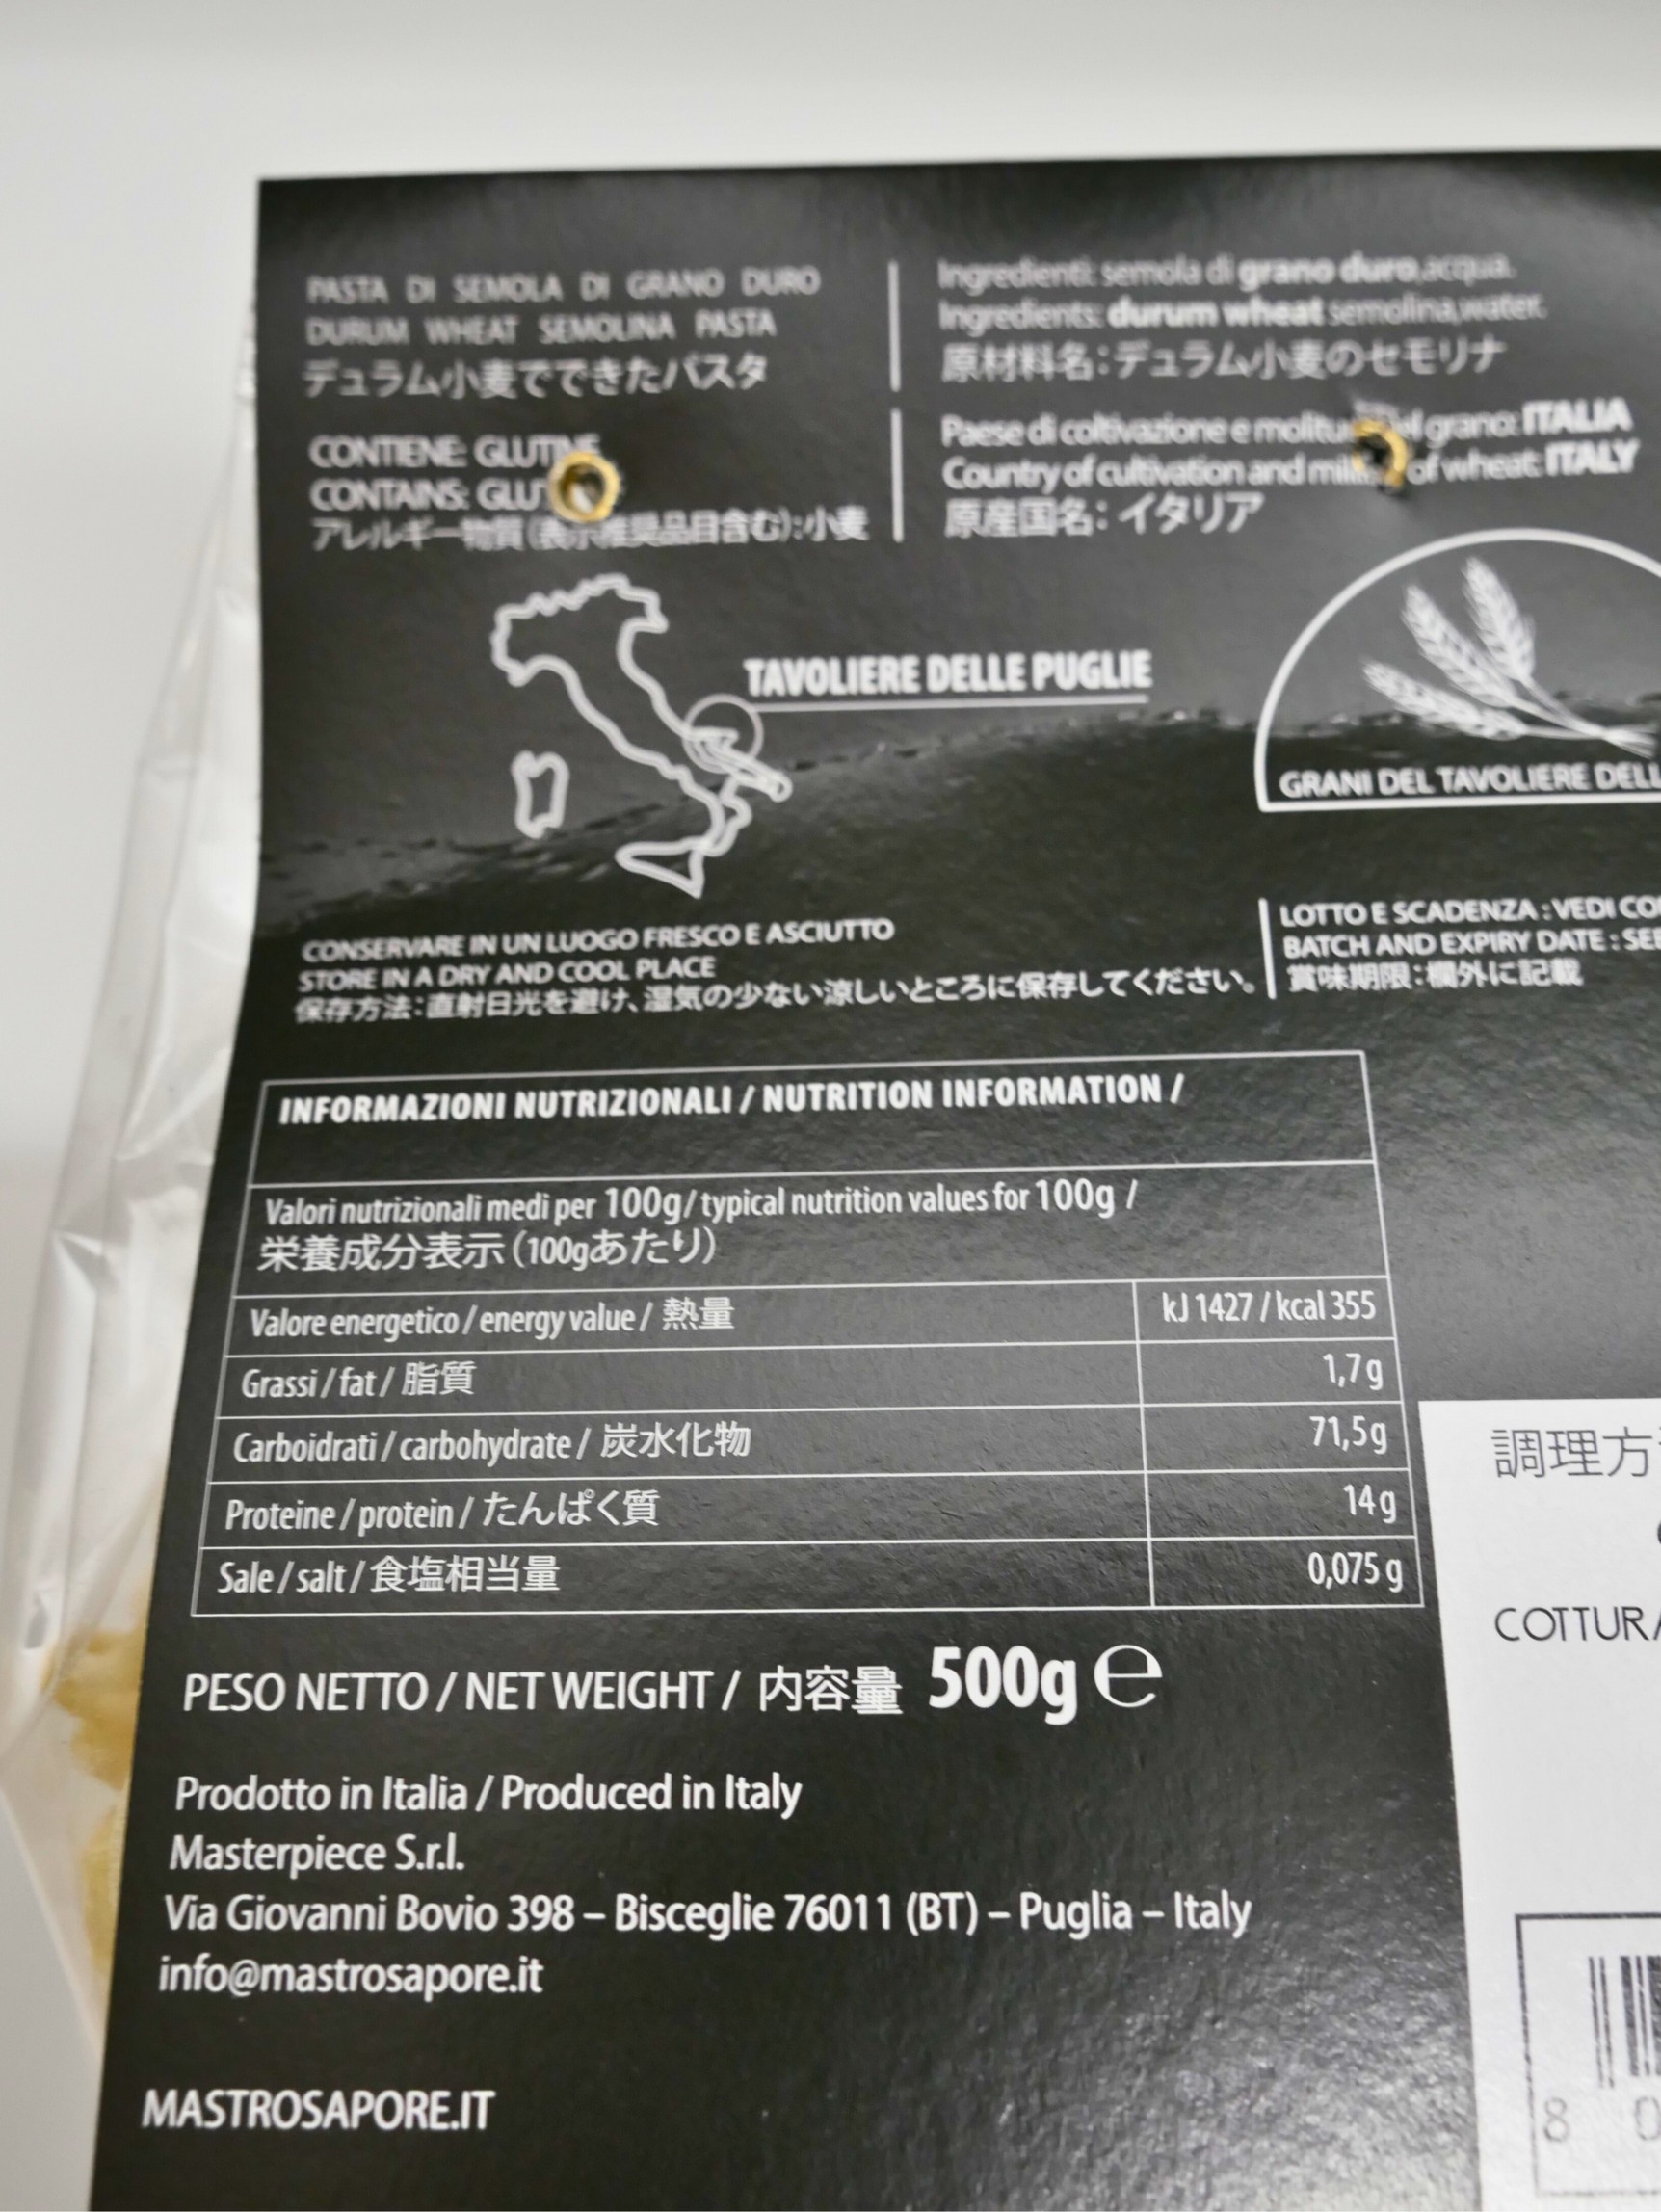 PASTA DI SEMOLA DI GRANO DURO
DURUM WHEAT SEMOLINA PASTA
デュラム小麦でできたパスタ
Ingredienti: semola di grano duro,acqua.
Ingredients: durum wheat semolina,water.
原材料名:デュラム小麦のセモリナ
CONTIENE: GLUTINE
CONTAINS: GLUT
アレルギー物質(表示推奨品目含む):小麦
Paese di coltivazione e molitu del grano: ITALIA
Country of cultivation and mil of wheat: ITALY
原産国名:イタリア
TAVOLIERE DELLE PUGLIE
GRANI DEL TAVOLIERE DELL
CONSERVARE IN UN LUOGO FRESCO E ASCIUTTO
STORE IN A DRY AND COOL PLACE
保存方法:直射日光を避け、湿気の少ない涼しいところに保存してください。
LOTTO E SCADENZA : VEDI CO
BATCH AND EXPIRY DATE : SEE
賞味期限:欄外に記載
INFORMAZIONI NUTRIZIONALI / NUTRITION INFORMATION /
Valori nutrizionali medi per 100g/ typical nutrition values for 100g /
栄養成分表示(100gあたり)
Valore energetico / energy value / 熱量 kJ 1427 / kcal 355
Grassi / fat / 脂質 1,7 g
Carboidrati / carbohydrate / 炭水化物 71,5g
Proteine / protein / たんぱく質 14 g
Sale / salt / 食塩相当量 0,075 g
調理方
COTTURA
PESO NETTO / NET WEIGHT / 内容量 500g ℮
Prodotto in Italia / Produced in Italy
Masterpiece S.r.l.
Via Giovanni Bovio 398 – Bisceglie 76011 (BT) – Puglia – Italy
info@mastrosapore.it
MASTROSAPORE.IT
8 0